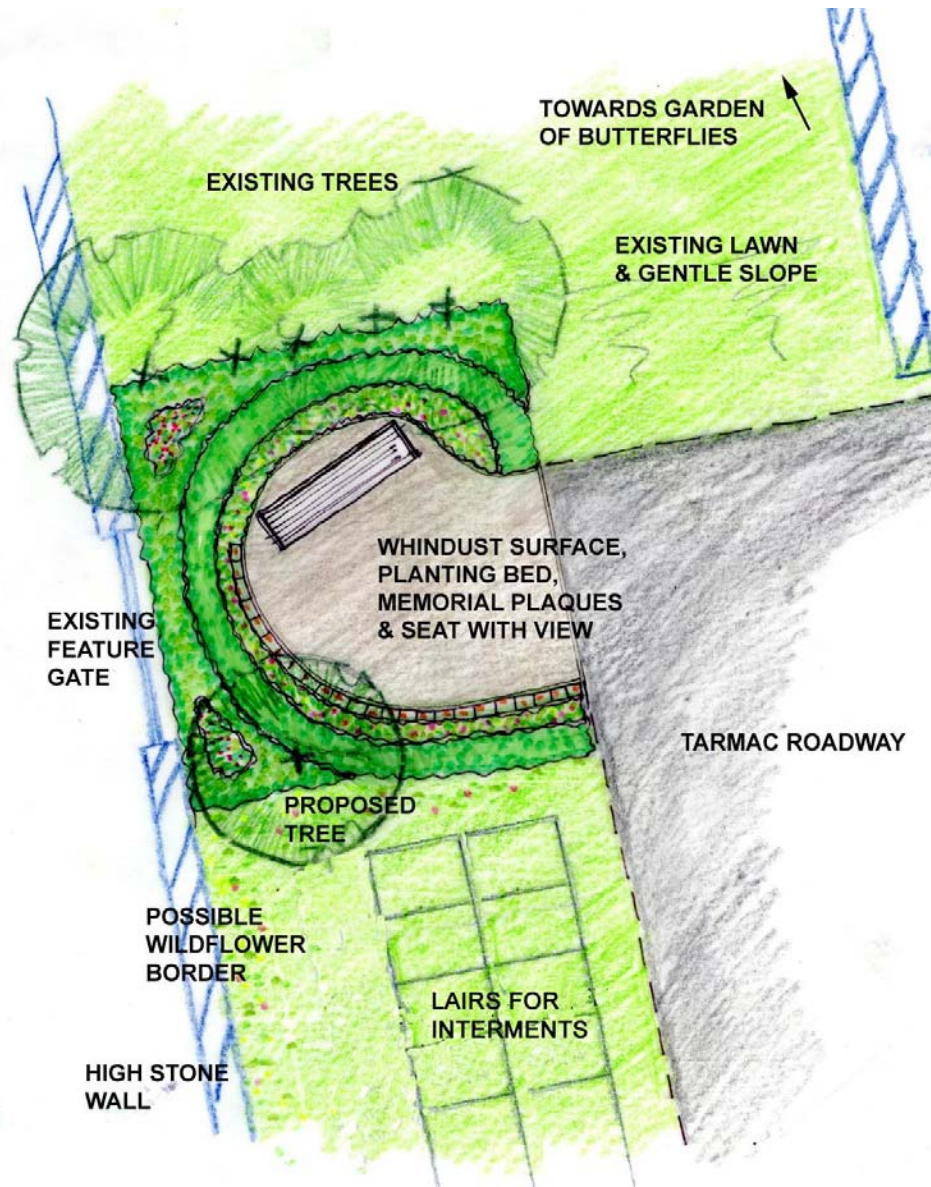 TOWARDS GARDEN
OF BUTTERFLIES
EXISTING TREES
EXISTING LAWN
& GENTLE SLOPE
WHINDUST SURFACE,
PLANTING BED,
MEMORIAL PLAQUES
& SEAT WITH VIEW
EXISTING
FEATURE
GATE
TARMAC ROADWAY
PROPOSED
TREE
POSSIBLE
WILDFLOWER
BORDER
LAIRS FOR
INTERMENTS
HIGH STONE
WALL